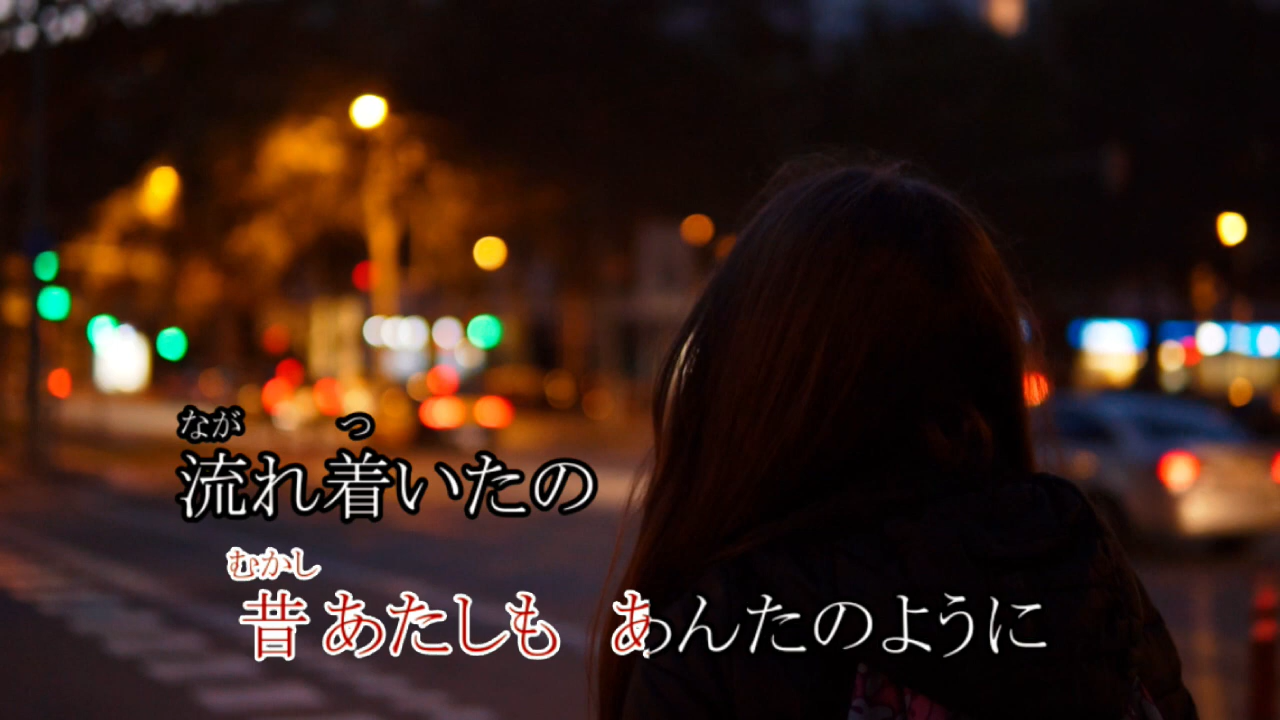 なが つ
流れ着いたの
むかし
昔 あたしも あんたのように